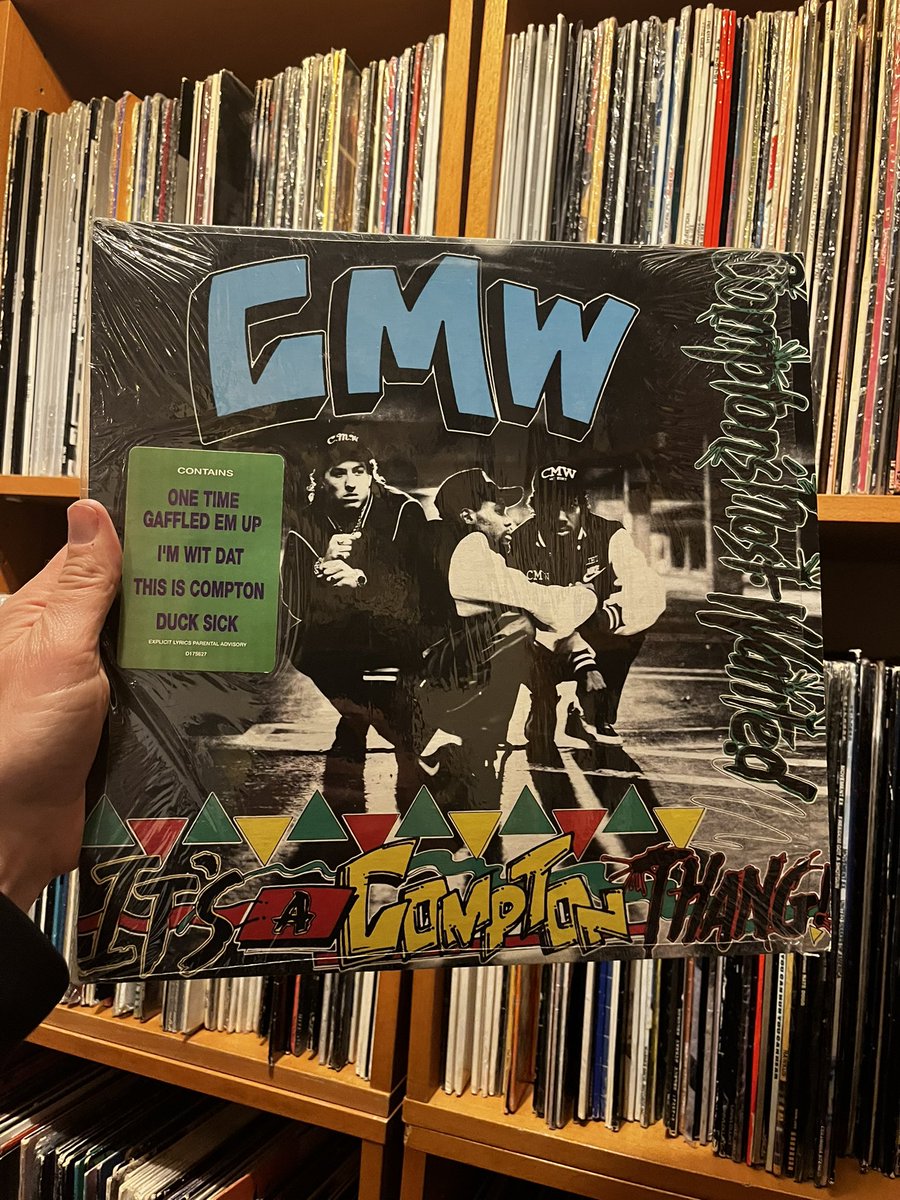 CMW
Compton's Most Wanted
CONTAINS
ONE TIME
GAFFLED EM UP
I'M WIT DAT
THIS IS COMPTON
DUCK SICK
EXPLICIT LYRICS PARENTAL ADVISORY
D175627
C.M.W
CMW
CMW
IT'S A COMPTON THANG!